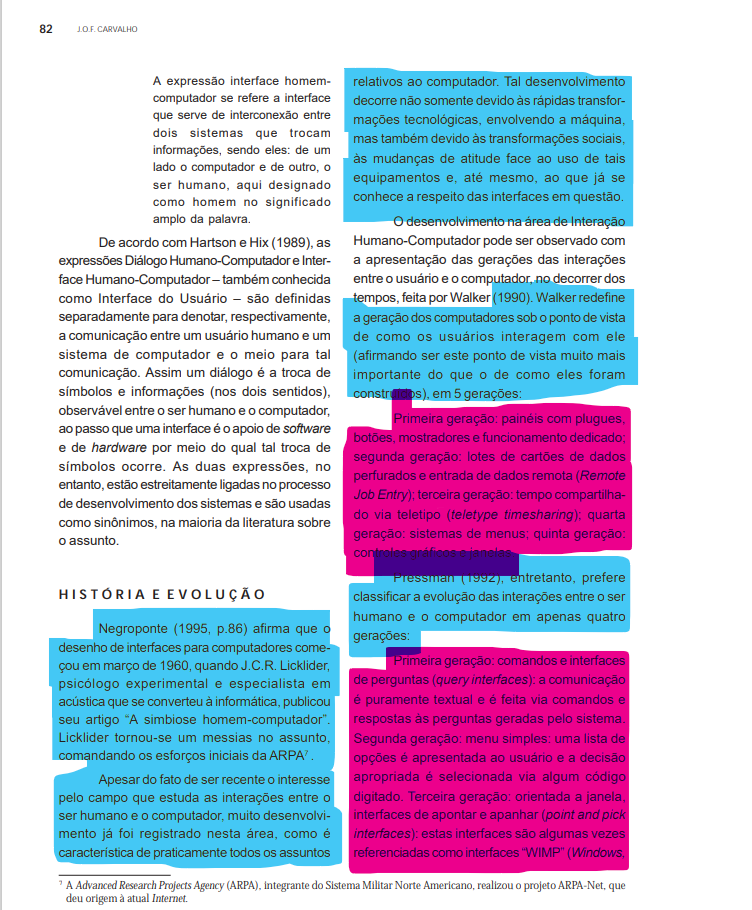 82
J.O.F. CARVALHO
A expressão interface homem-
computador se refere a interface
que serve de interconexão entre
dois sistemas que trocam
informações, sendo eles: de um
lado o computador e de outro, o
ser humano, aqui designado
como homem no significado
amplo da palavra.
De acordo com Hartson e Hix (1989), as
expressões Diálogo Humano-Computador e Inter-
face Humano-Computador – também conhecida
como Interface do Usuário – são definidas
separadamente para denotar, respectivamente,
a comunicação entre um usuário humano e um
sistema de computador e o meio para tal
comunicação. Assim um diálogo é a troca de
símbolos e informações (nos dois sentidos),
observável entre o ser humano e o computador,
ao passo que uma interface é o apoio de software
e de hardware por meio do qual tal troca de
símbolos ocorre. As duas expressões, no
entanto, estão estreitamente ligadas no processo
de desenvolvimento dos sistemas e são usadas
como sinônimos, na maioria da literatura sobre
o assunto.
HISTÓRIA E EVOLUÇÃO
Negroponte (1995, p.86) afirma que o
desenho de interfaces para computadores come-
çou em março de 1960, quando J.C.R. Licklider,
psicólogo experimental e especialista em
acústica que se converteu à informática, publicou
seu artigo “A simbiose homem-computador”.
Licklider tornou-se um messias no assunto,
comandando os esforços iniciais da ARPA⁷.
Apesar do fato de ser recente o interesse
pelo campo que estuda as interações entre o
ser humano e o computador, muito desenvolvi-
mento já foi registrado nesta área, como é
característica de praticamente todos os assuntos
relativos ao computador. Tal desenvolvimento
decorre não somente devido às rápidas transfor-
mações tecnológicas, envolvendo a máquina,
mas também devido às transformações sociais,
às mudanças de atitude face ao uso de tais
equipamentos e, até mesmo, ao que já se
conhece a respeito das interfaces em questão.
O desenvolvimento na área de Interação
Humano-Computador pode ser observado com
a apresentação das gerações das interações
entre o usuário e o computador, no decorrer dos
tempos, feita por Walker (1990). Walker redefine
a geração dos computadores sob o ponto de vista
de como os usuários interagem com ele
(afirmando ser este ponto de vista muito mais
importante do que o de como eles foram
construídos), em 5 gerações:
Primeira geração: painéis com plugues,
botões, mostradores e funcionamento dedicado;
segunda geração: lotes de cartões de dados
perfurados e entrada de dados remota (Remote
Job Entry); terceira geração: tempo compartilha-
do via teletipo (teletype timesharing); quarta
geração: sistemas de menus; quinta geração:
controles gráficos e janelas.
Pressman (1992), entretanto, prefere
classificar a evolução das interações entre o ser
humano e o computador em apenas quatro
gerações:
Primeira geração: comandos e interfaces
de perguntas (query interfaces): a comunicação
é puramente textual e é feita via comandos e
respostas às perguntas geradas pelo sistema.
Segunda geração: menu simples: uma lista de
opções é apresentada ao usuário e a decisão
apropriada é selecionada via algum código
digitado. Terceira geração: orientada a janela,
interfaces de apontar e apanhar (point and pick
interfaces): estas interfaces são algumas vezes
referenciadas como interfaces “WIMP” (Windows,
⁷ A Advanced Research Projects Agency (ARPA), integrante do Sistema Militar Norte Americano, realizou o projeto ARPA-Net, que
deu origem à atual Internet.